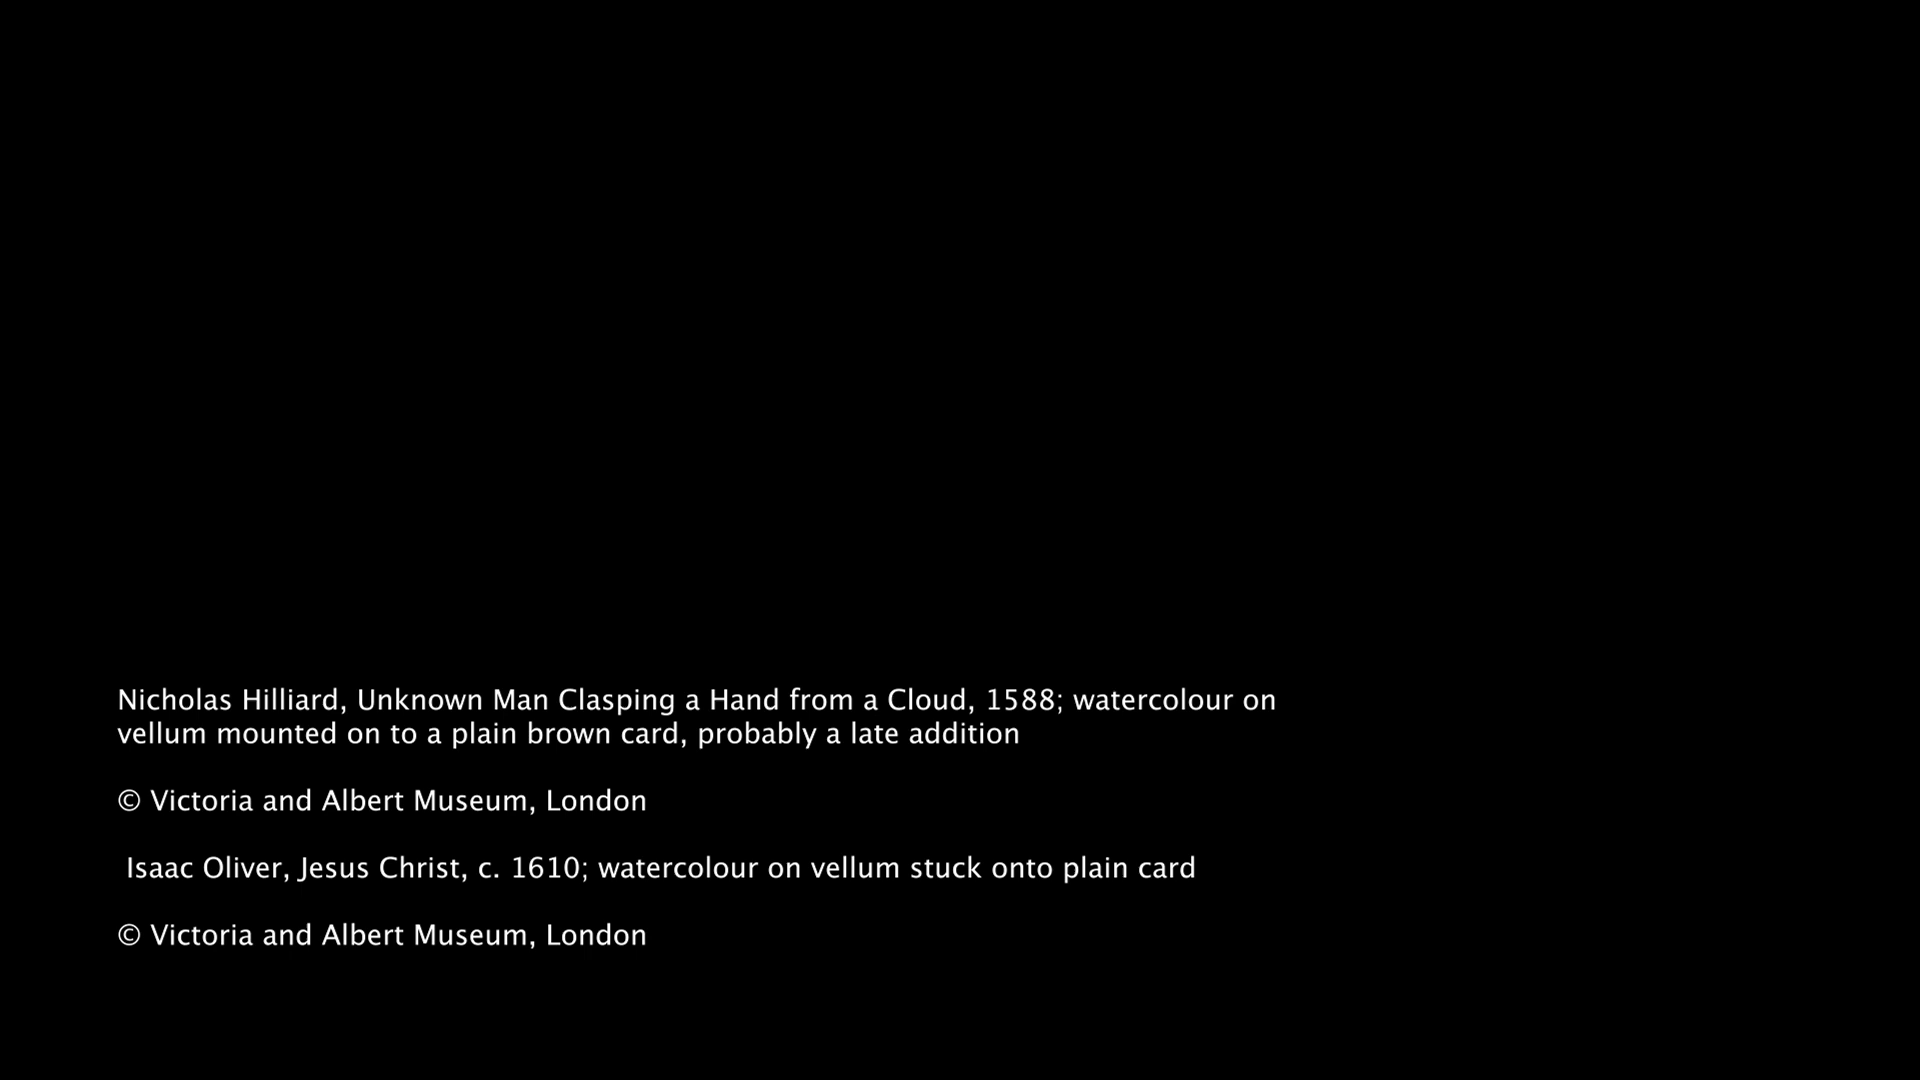 Nicholas Hilliard, Unknown Man Clasping a Hand from a Cloud, 1588; watercolour on
vellum mounted on to a plain brown card, probably a late addition
© Victoria and Albert Museum, London
Isaac Oliver, Jesus Christ, c. 1610; watercolour on vellum stuck onto plain card
© Victoria and Albert Museum, London